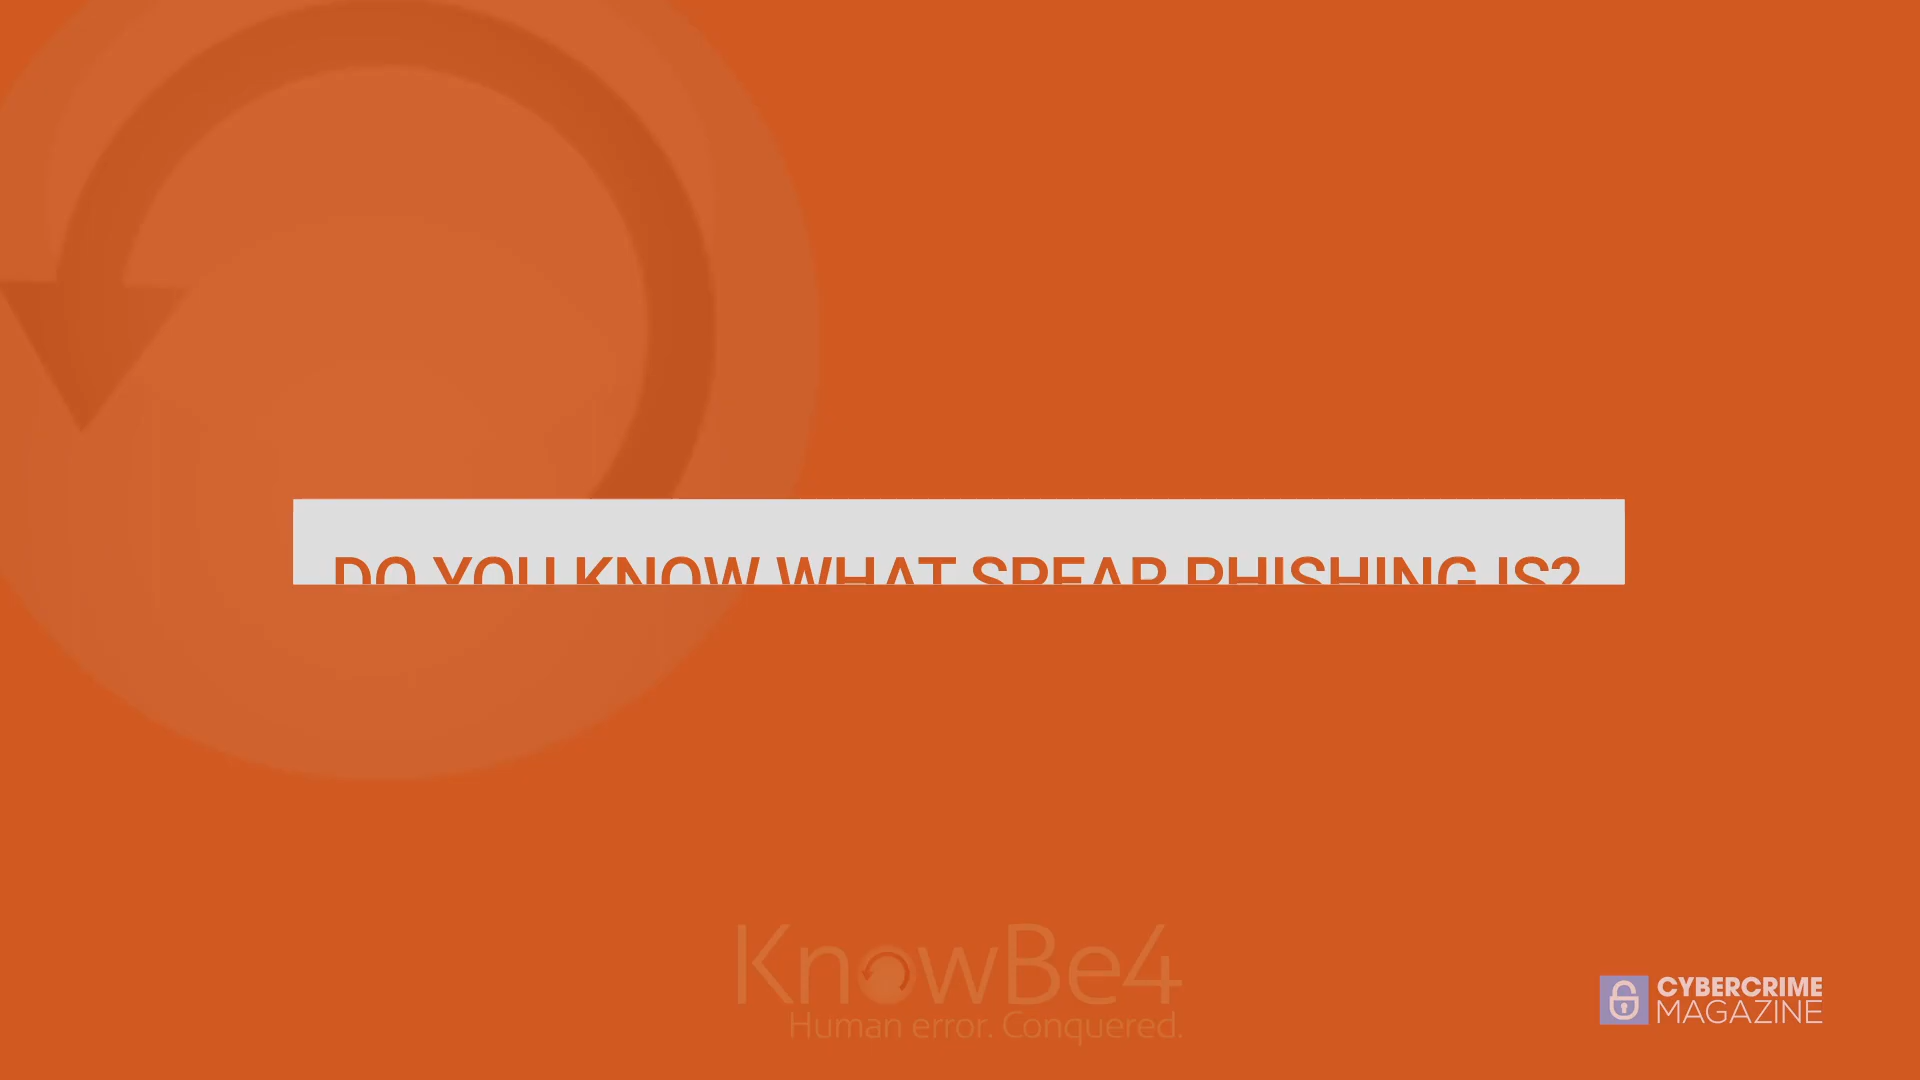 DO YOU KNOW WHAT SPEAR PHISHING IS?
KnowBe4
Human error. Conquered.
CYBERCRIME
MAGAZINE